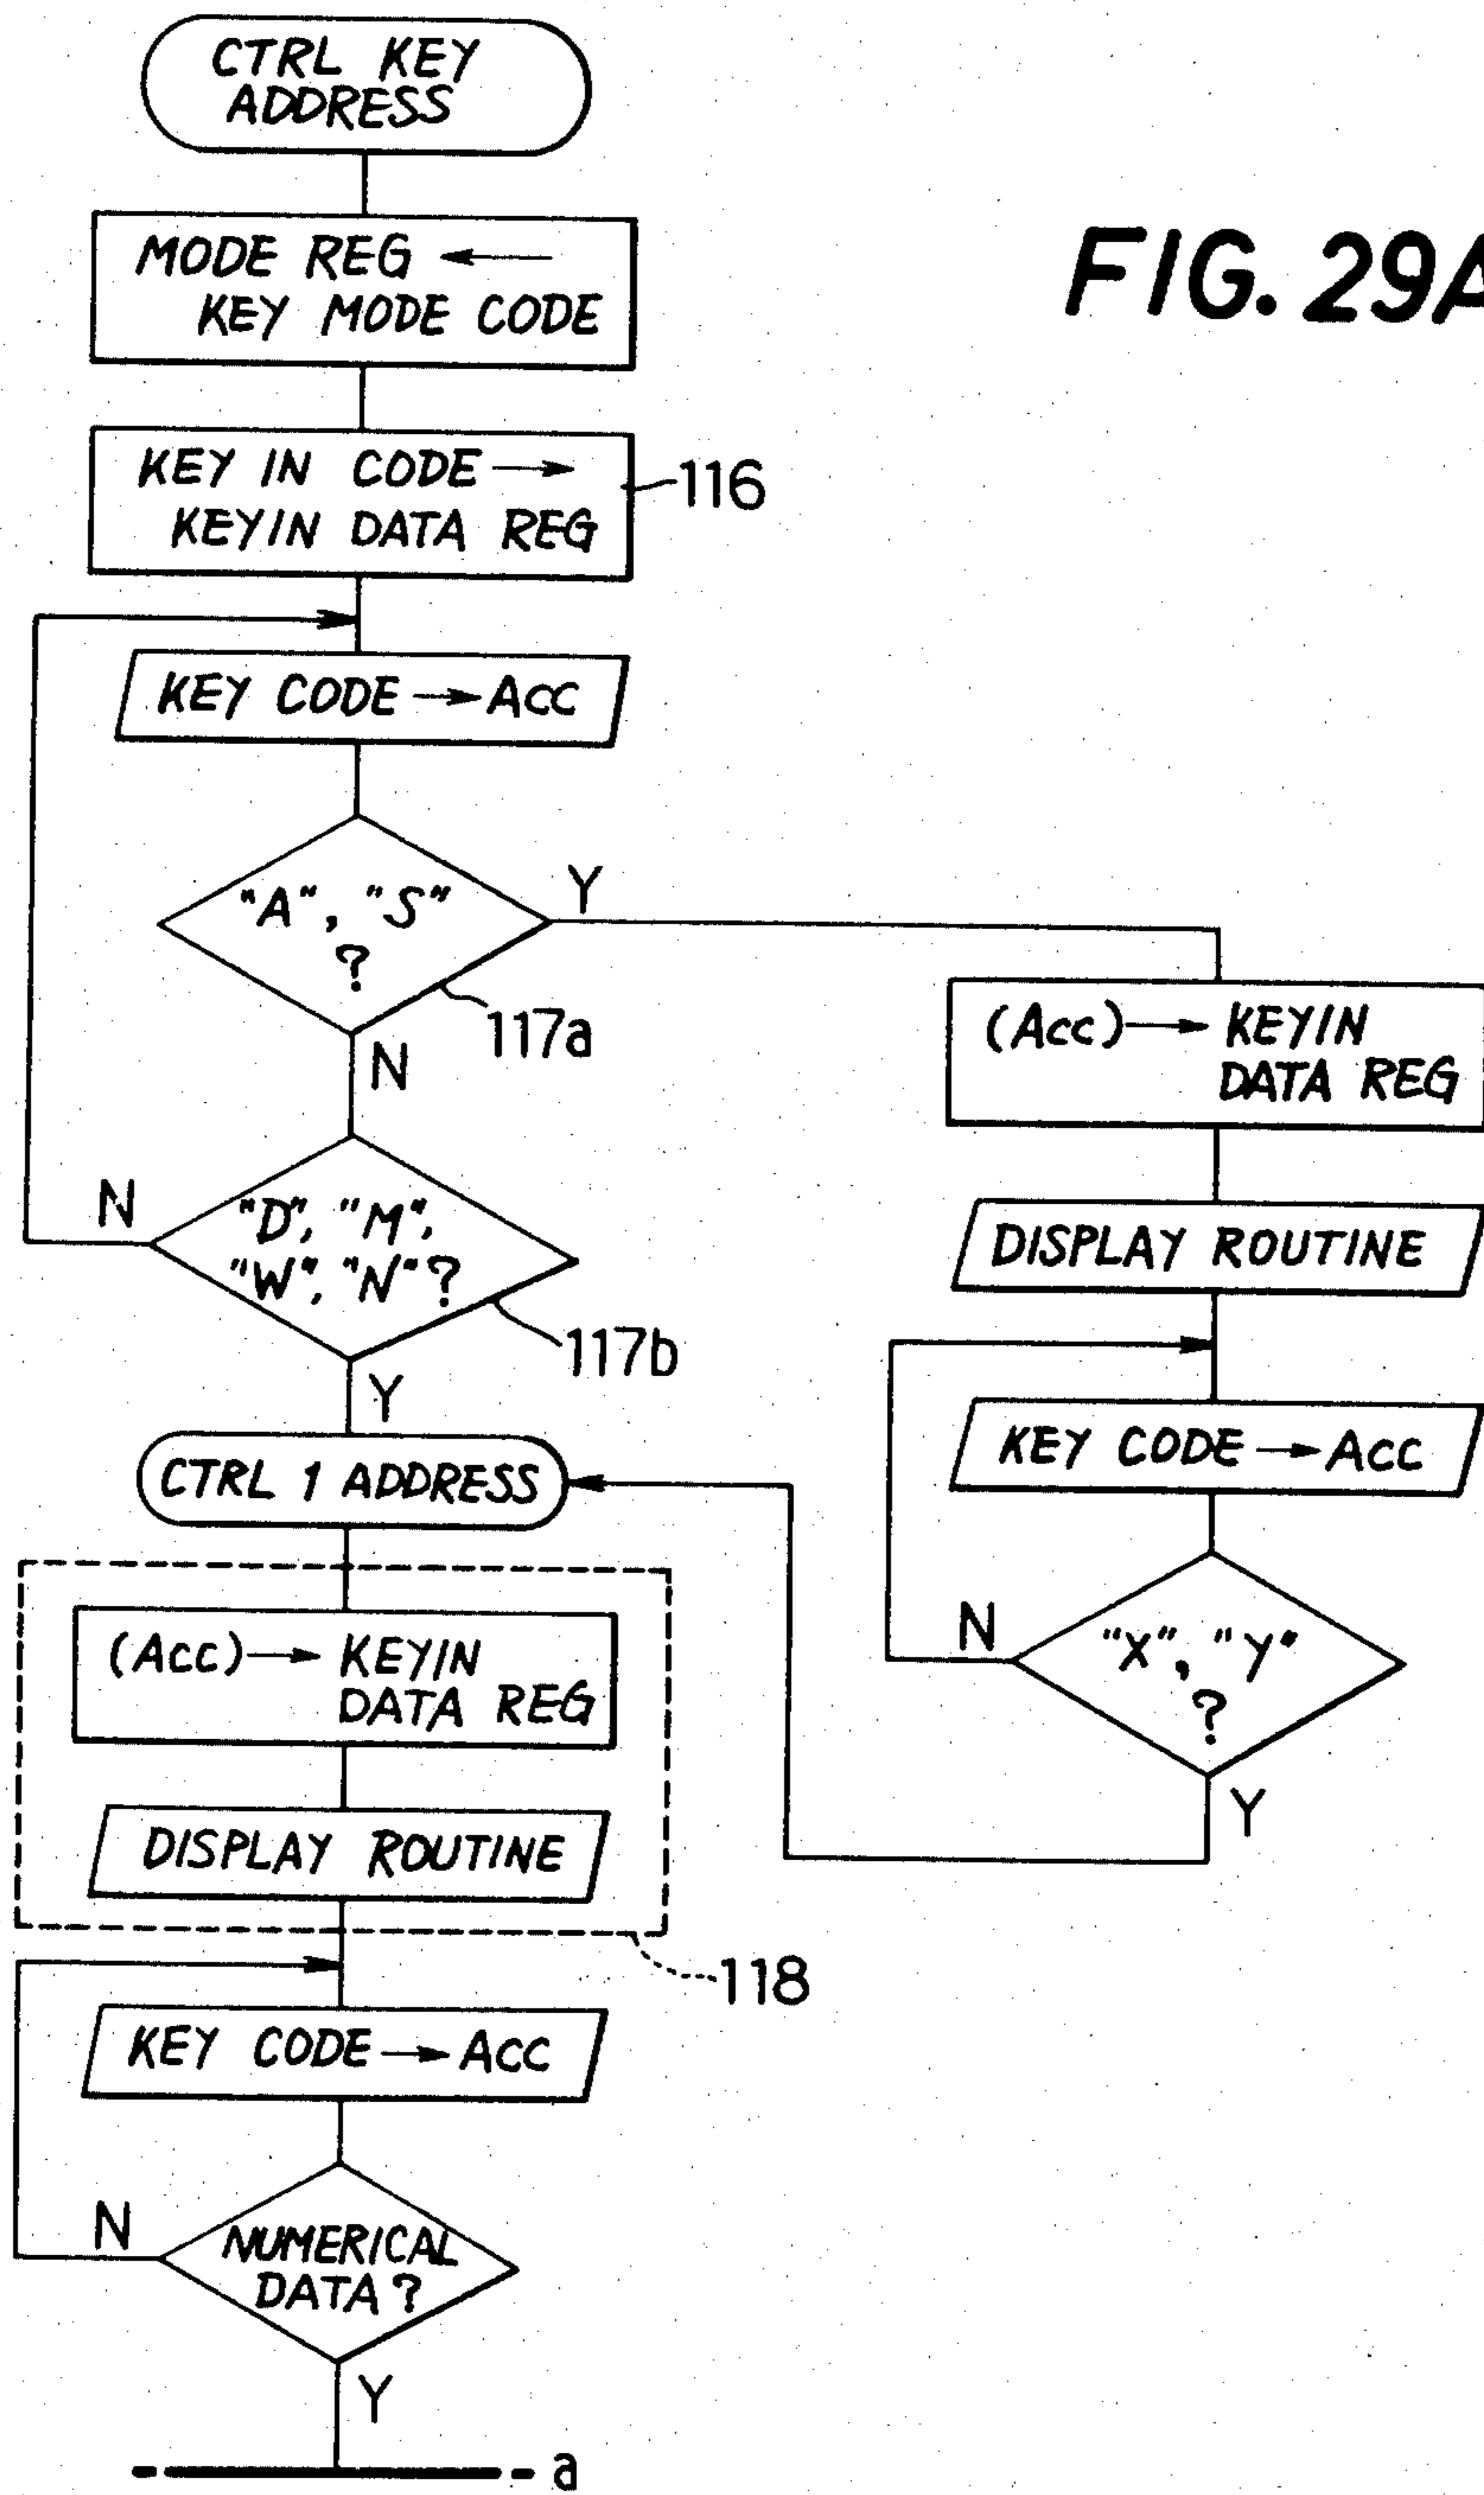 CTRL KEY
ADDRESS
MODE REG ←
KEY MODE CODE
FIG. 29A
KEY IN CODE →
KEYIN DATA REG
116
KEY CODE → ACC
"A", "S"
?
Y
117a
N
"D", "M",
"W", "N" ?
N
117b
Y
(ACC) → KEYIN
DATA REG
DISPLAY ROUTINE
KEY CODE → ACC
"X", "Y"
?
N
Y
CTRL 1 ADDRESS
(ACC) → KEYIN
DATA REG
DISPLAY ROUTINE
118
KEY CODE → ACC
NUMERICAL
DATA ?
N
Y
a